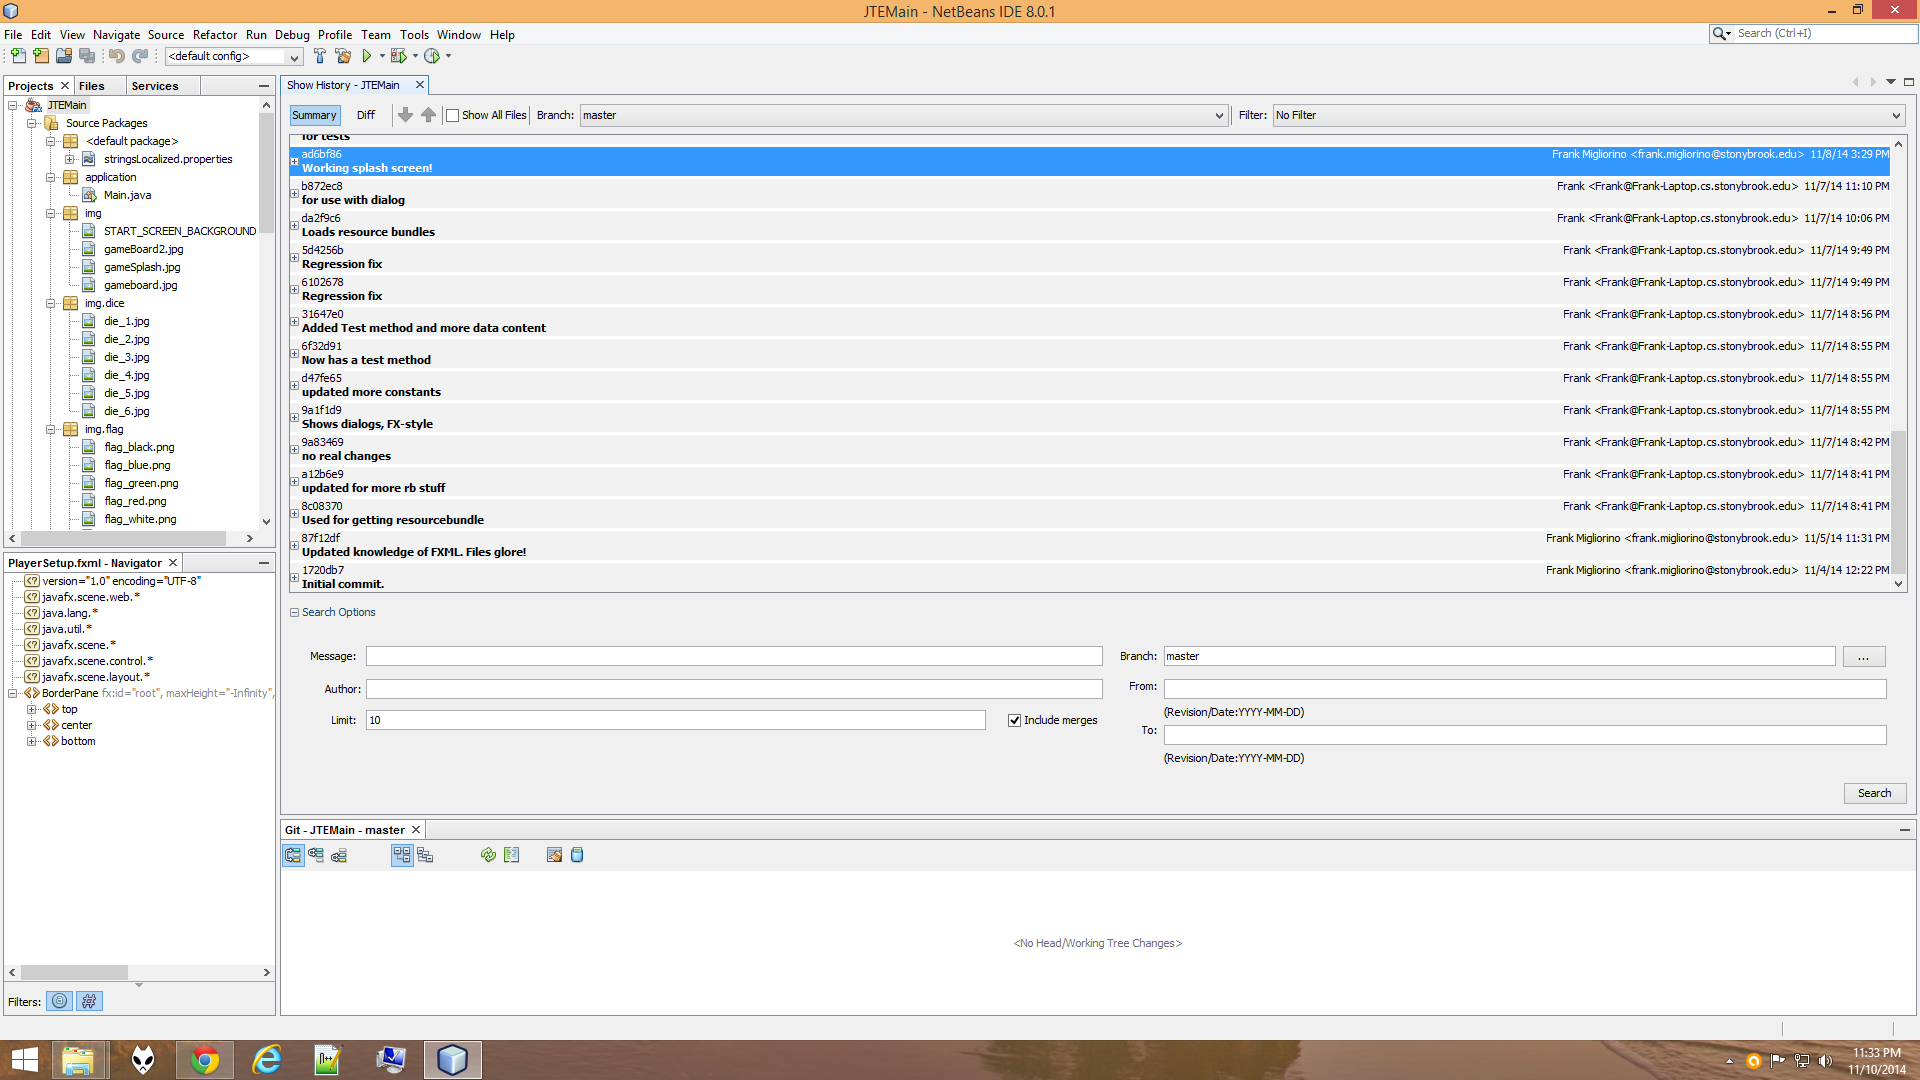 JTEMain - NetBeans IDE 8.0.1
File Edit View Navigate Source Refactor Run Debug Profile Team Tools Window Help
Search (Ctrl+I)
<default config>
Projects Files Services
JTEMain
Source Packages
<default package>
stringsLocalized.properties
application
Main.java
img
START_SCREEN_BACKGROUND
gameBoard2.jpg
gameSplash.jpg
gameboard.jpg
img.dice
die_1.jpg
die_2.jpg
die_3.jpg
die_4.jpg
die_5.jpg
die_6.jpg
img.flag
flag_black.png
flag_blue.png
flag_green.png
flag_red.png
flag_white.png
PlayerSetup.fxml - Navigator
version="1.0" encoding="UTF-8"
javafx.scene.web.*
java.lang.*
java.util.*
javafx.scene.*
javafx.scene.control.*
javafx.scene.layout.*
BorderPane fx:id="root", maxHeight="-Infinity",
top
center
bottom
Filters:
Show History - JTEMain
Summary Diff Show All Files Branch: master Filter: No Filter
for tests
ad6bf86 Frank Migliorino <frank.migliorino@stonybrook.edu> 11/8/14 3:29 PM
Working splash screen!
b872ec8 Frank <Frank@Frank-Laptop.cs.stonybrook.edu> 11/7/14 11:10 PM
for use with dialog
da2f9c6 Frank <Frank@Frank-Laptop.cs.stonybrook.edu> 11/7/14 10:06 PM
Loads resource bundles
5d4256b Frank <Frank@Frank-Laptop.cs.stonybrook.edu> 11/7/14 9:49 PM
Regression fix
6102678 Frank <Frank@Frank-Laptop.cs.stonybrook.edu> 11/7/14 9:49 PM
Regression fix
31647e0 Frank <Frank@Frank-Laptop.cs.stonybrook.edu> 11/7/14 8:56 PM
Added Test method and more data content
6f32d91 Frank <Frank@Frank-Laptop.cs.stonybrook.edu> 11/7/14 8:55 PM
Now has a test method
d47fe65 Frank <Frank@Frank-Laptop.cs.stonybrook.edu> 11/7/14 8:55 PM
updated more constants
9a1f1d9 Frank <Frank@Frank-Laptop.cs.stonybrook.edu> 11/7/14 8:55 PM
Shows dialogs, FX-style
9a83469 Frank <Frank@Frank-Laptop.cs.stonybrook.edu> 11/7/14 8:42 PM
no real changes
a12b6e9 Frank <Frank@Frank-Laptop.cs.stonybrook.edu> 11/7/14 8:41 PM
updated for more rb stuff
8c08370 Frank <Frank@Frank-Laptop.cs.stonybrook.edu> 11/7/14 8:41 PM
Used for getting resourcebundle
87f12df Frank Migliorino <frank.migliorino@stonybrook.edu> 11/5/14 11:31 PM
Updated knowledge of FXML. Files glore!
1720db7 Frank Migliorino <frank.migliorino@stonybrook.edu> 11/4/14 12:22 PM
Initial commit.
Search Options
Message: Branch: master ...
Author: From:
(Revision/Date:YYYY-MM-DD)
Limit: 10 Include merges To:
(Revision/Date:YYYY-MM-DD)
Search
Git - JTEMain - master
<No Head/Working Tree Changes>
11:33 PM
11/10/2014